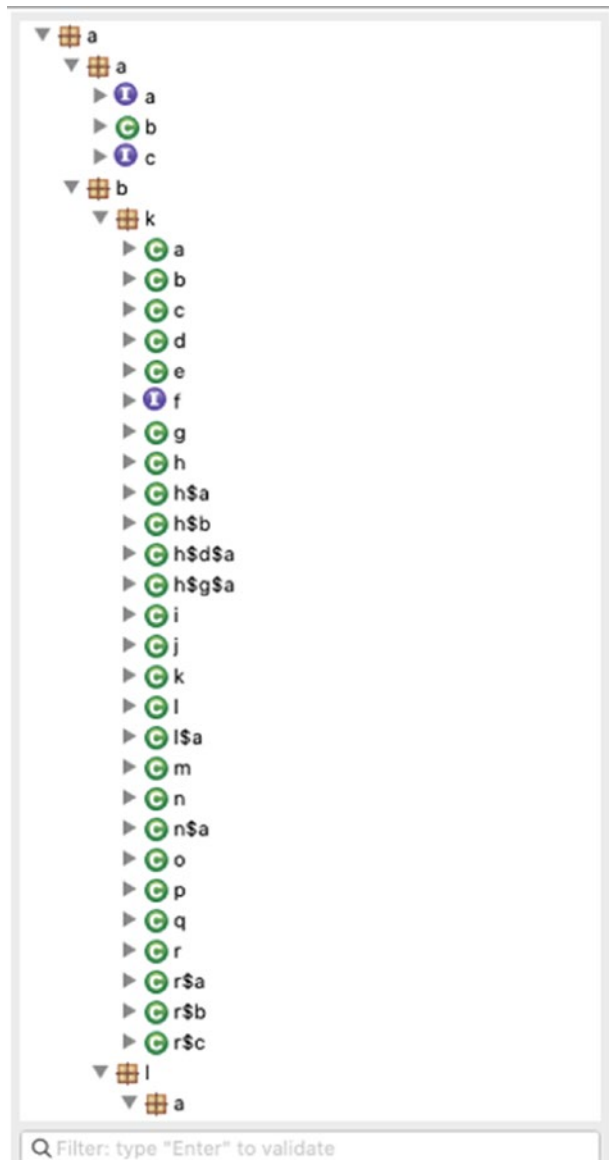 a
a
a
b
c
b
k
a
b
c
d
e
f
g
h
h$a
h$b
h$d$a
h$g$a
i
j
k
l
l$a
m
n
n$a
o
p
q
r
r$a
r$b
r$c
l
a
Filter: type "Enter" to validate